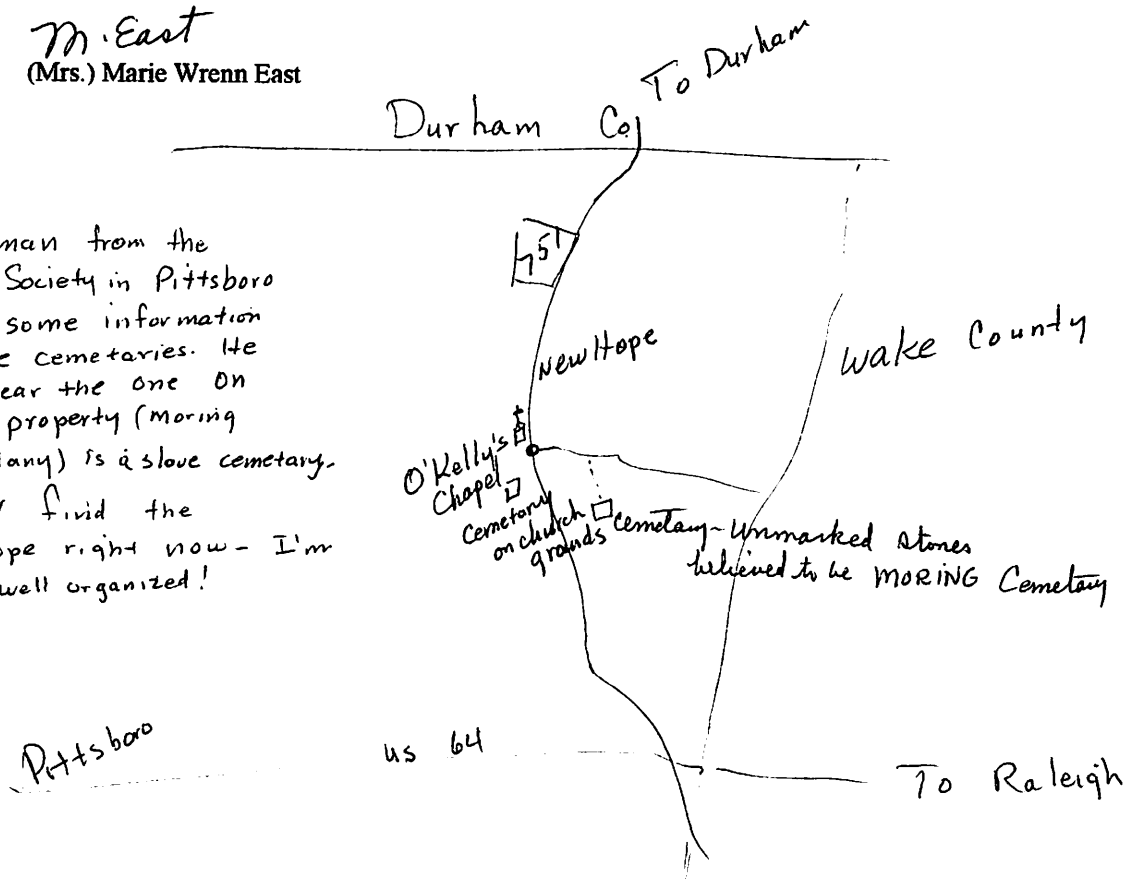 M. East
(Mrs.) Marie Wrenn East
To Durham
Durham Co.
751
man from the
Society in Pittsboro
some information
e cemetaries. He
ear the one on
property (Moring
any) is a slave cemetary.
find the
ope right now - I'm
well organized!
New Hope
Wake County
O'Kelly's
Chapel
Cemetary
on church
grounds
Cemetary - Unmarked stones
believed to be MORING Cemetary
Pittsboro
US 64
To Raleigh